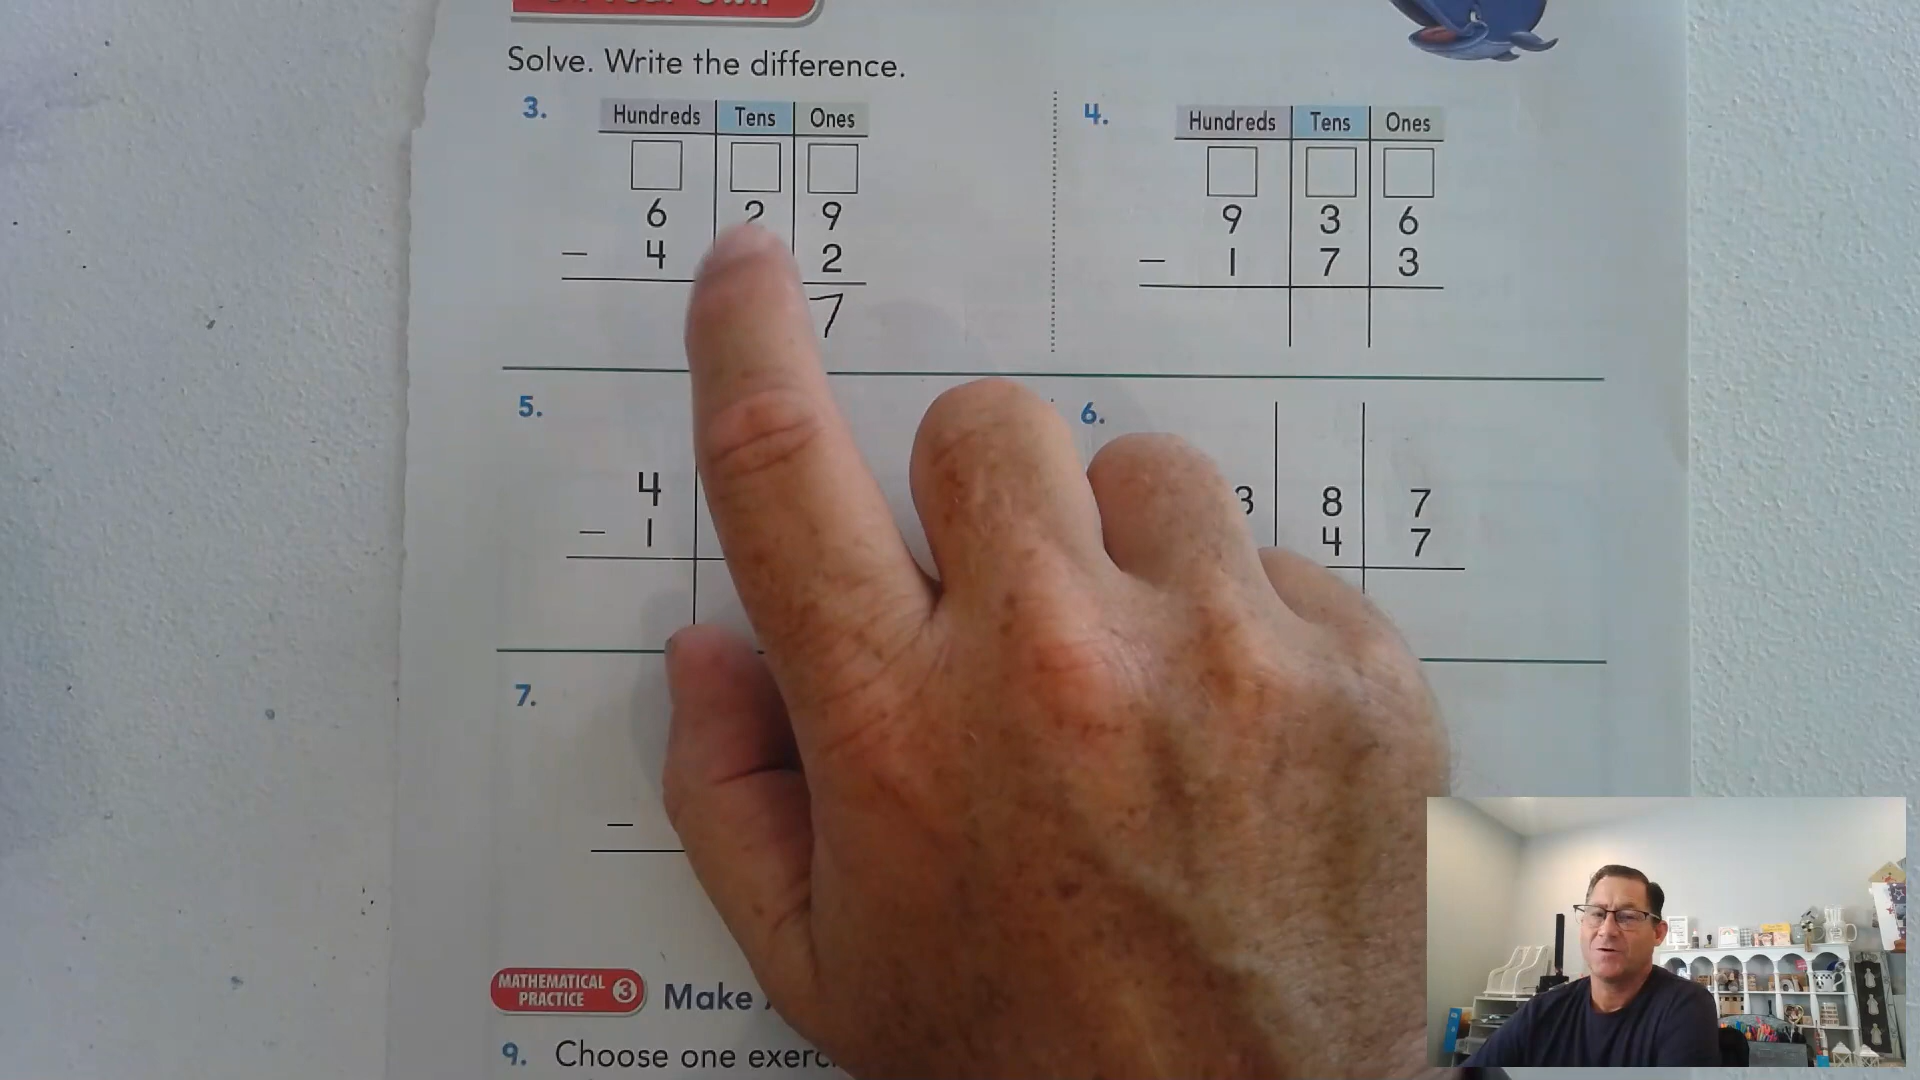 Solve. Write the difference.
3.
Hundreds Tens Ones
6 2 9
− 4 2
7
4.
Hundreds Tens Ones
9 3 6
− 1 7 3
5.
4
− 1
6.
3 8 7
4 7
7.
−
MATHEMATICAL
PRACTICE 3
Make
9. Choose one